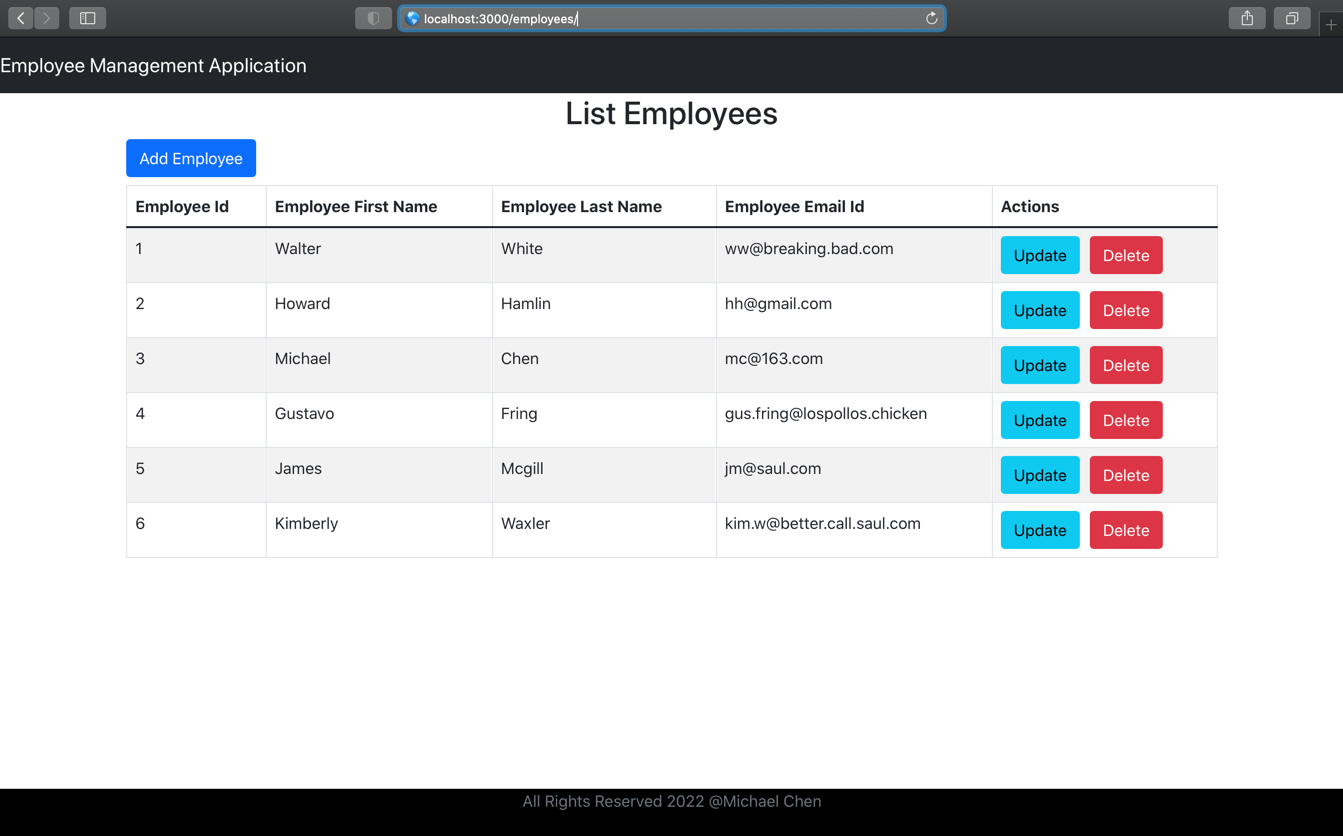 localhost:3000/employees/
Employee Management Application
List Employees
Add Employee
Employee Id Employee First Name Employee Last Name Employee Email Id Actions
1 Walter White ww@breaking.bad.com Update Delete
2 Howard Hamlin hh@gmail.com Update Delete
3 Michael Chen mc@163.com Update Delete
4 Gustavo Fring gus.fring@lospollos.chicken Update Delete
5 James Mcgill jm@saul.com Update Delete
6 Kimberly Waxler kim.w@better.call.saul.com Update Delete
All Rights Reserved 2022 @Michael Chen